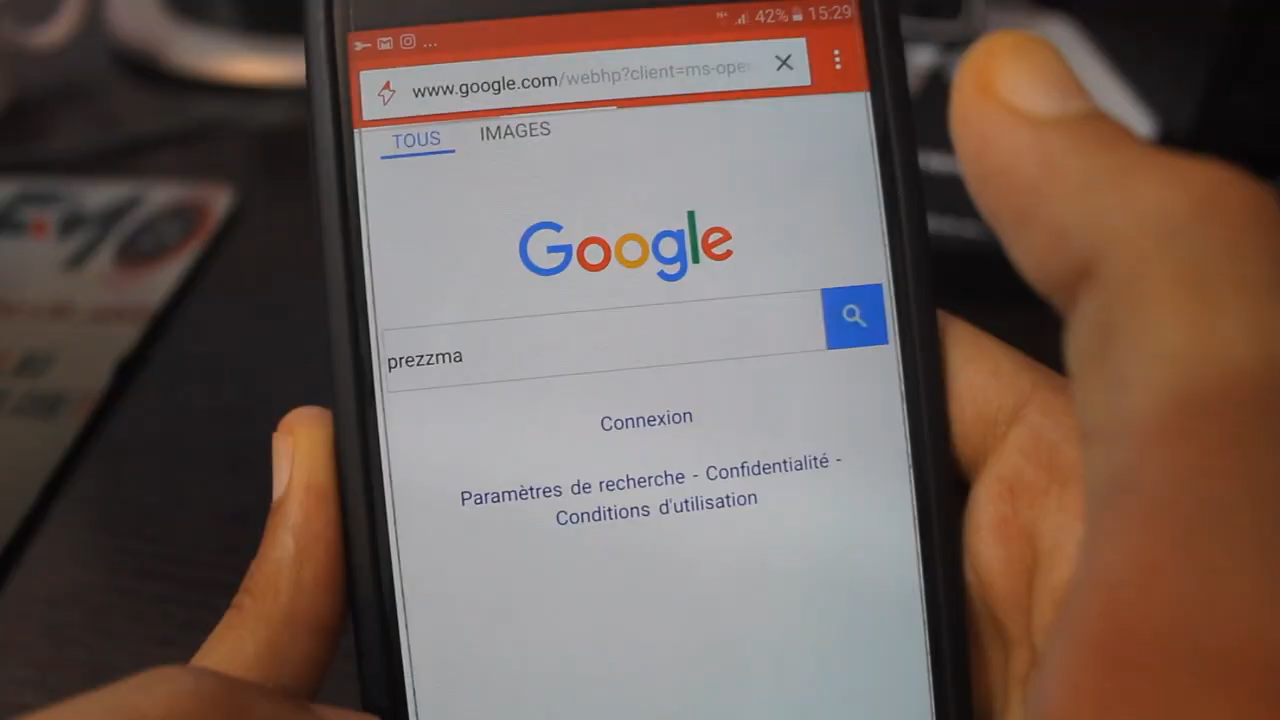 42% 15:29
www.google.com/webhp?client=ms-ope
TOUS IMAGES
Google
prezzma
Connexion
Paramètres de recherche - Confidentialité -
Conditions d'utilisation